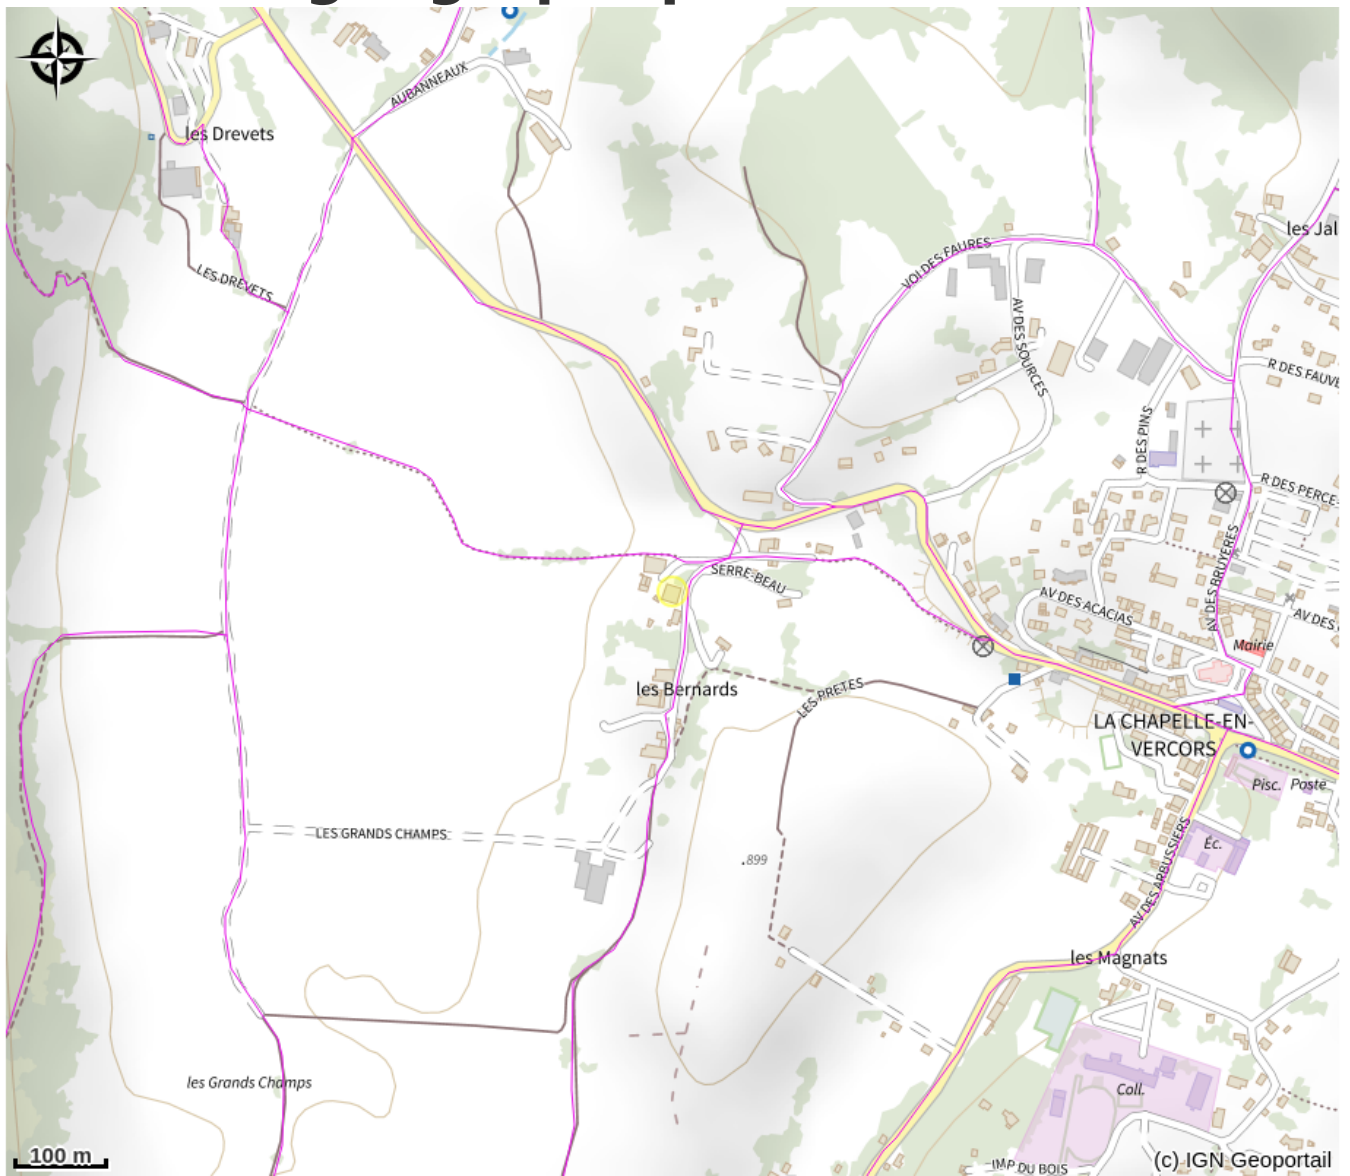 AUBANNEAUX
les Drevets
les Jal
VOI DES FAURES
LES DREVETS
AV DES SOURCES
R DES FAUVE
R DES PINS
R DES PERCE-
AV DES BRUYERES
SERRE-BEAU
AV DES ACACIAS
AV DES
Mairie
les Bernards
LES PRETES
LA CHAPELLE-EN-
VERCORS
Pisc.
Poste
LES GRANDS CHAMPS
.899
Éc.
AV DES ARBUSSIERS
les Magnats
les Grands Champs
Coll.
100 m
IMP DU BOIS
(c) IGN Geoportail